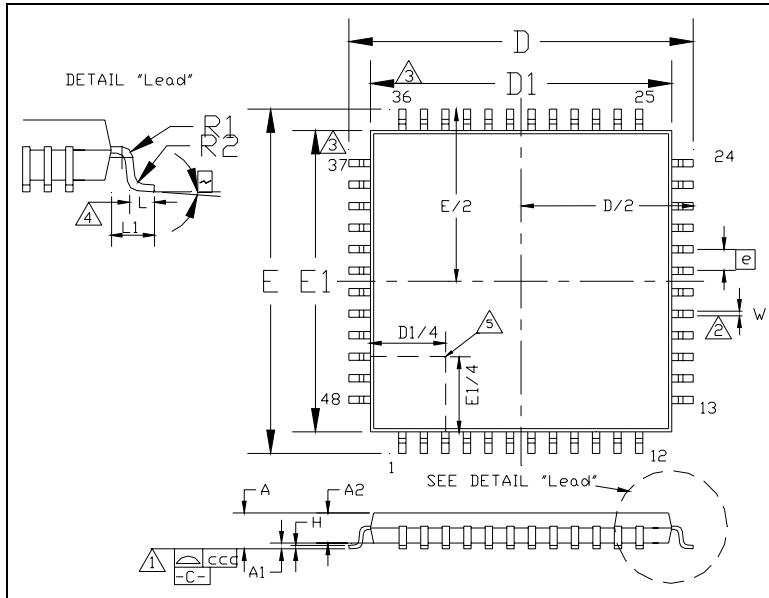 D
DETAIL "Lead"
3
D1
36
25
R1
R2
3
37
24
E/2
D/2
4
L
L1
e
E
E1
W
2
D1/4
5
E1/4
48
13
1
12
SEE DETAIL "Lead"
A
A2
H
1
ccc
-C-
A1